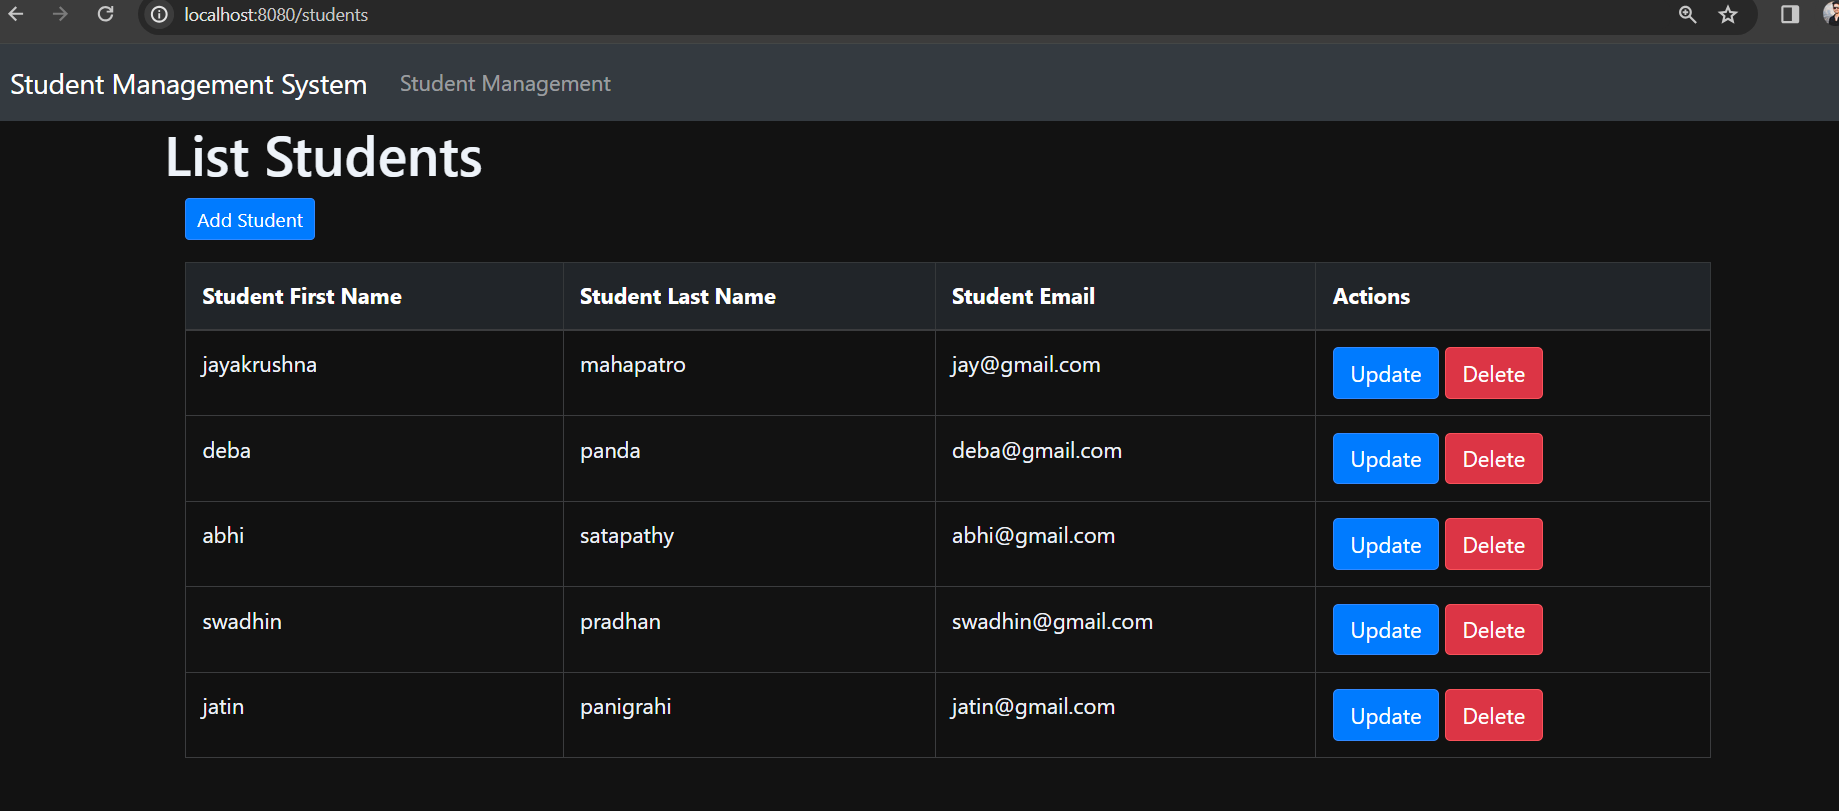 localhost:8080/students
Student Management System Student Management
List Students
Add Student
Student First Name Student Last Name Student Email Actions
jayakrushna mahapatro jay@gmail.com Update Delete
deba panda deba@gmail.com Update Delete
abhi satapathy abhi@gmail.com Update Delete
swadhin pradhan swadhin@gmail.com Update Delete
jatin panigrahi jatin@gmail.com Update Delete